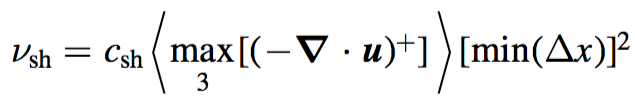 ν_sh = c_sh ⟨ max_3 [(−∇ · u)^+] ⟩ [min(Δx)]^2